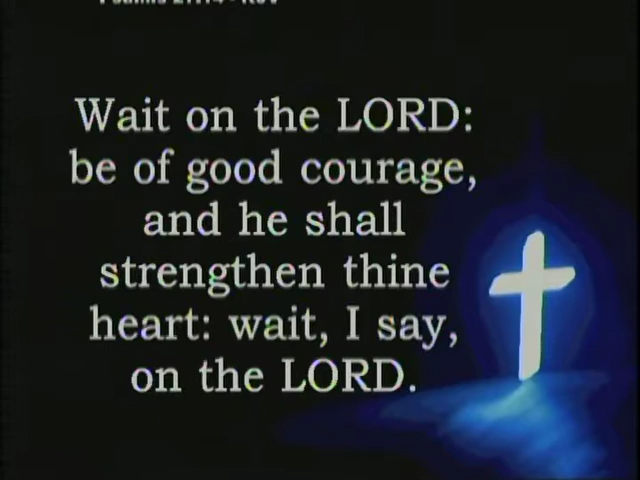 Wait on the LORD:
be of good courage,
and he shall
strengthen thine
heart: wait, I say,
on the LORD.